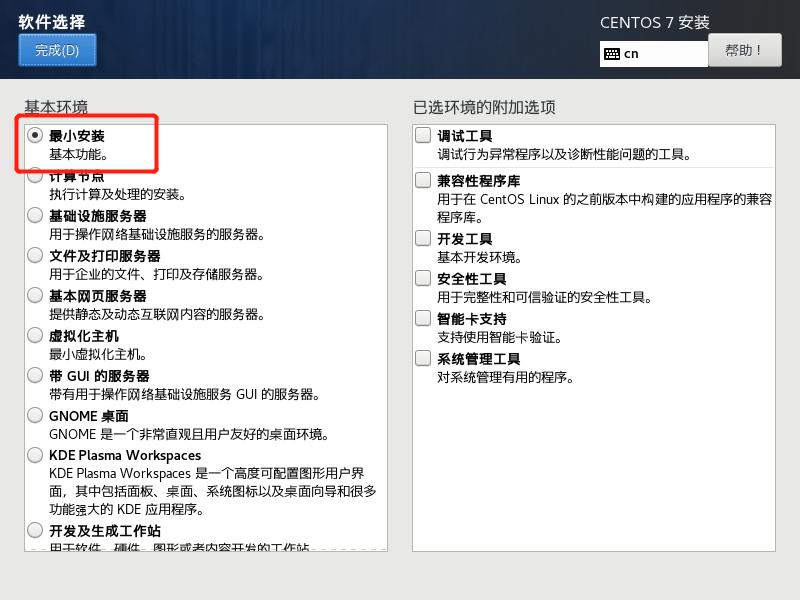 软件选择
CENTOS 7 安装
完成(D)
cn
帮助！
基本环境
已选环境的附加选项
最小安装
基本功能。
计算节点
执行计算及处理的安装。
基础设施服务器
用于操作网络基础设施服务的服务器。
文件及打印服务器
用于企业的文件、打印及存储服务器。
基本网页服务器
提供静态及动态互联网内容的服务器。
虚拟化主机
最小虚拟化主机。
带 GUI 的服务器
带有用于操作网络基础设施服务 GUI 的服务器。
GNOME 桌面
GNOME 是一个非常直观且用户友好的桌面环境。
KDE Plasma Workspaces
KDE Plasma Workspaces 是一个高度可配置图形用户界
面，其中包括面板、桌面、系统图标以及桌面向导和很多
功能强大的 KDE 应用程序。
开发及生成工作站
用于软件、硬件、图形或者内容开发的工作站。
调试工具
调试行为异常程序以及诊断性能问题的工具。
兼容性程序库
用于在 CentOS Linux 的之前版本中构建的应用程序的兼容
程序库。
开发工具
基本开发环境。
安全性工具
用于完整性和可信验证的安全性工具。
智能卡支持
支持使用智能卡验证。
系统管理工具
对系统管理有用的程序。